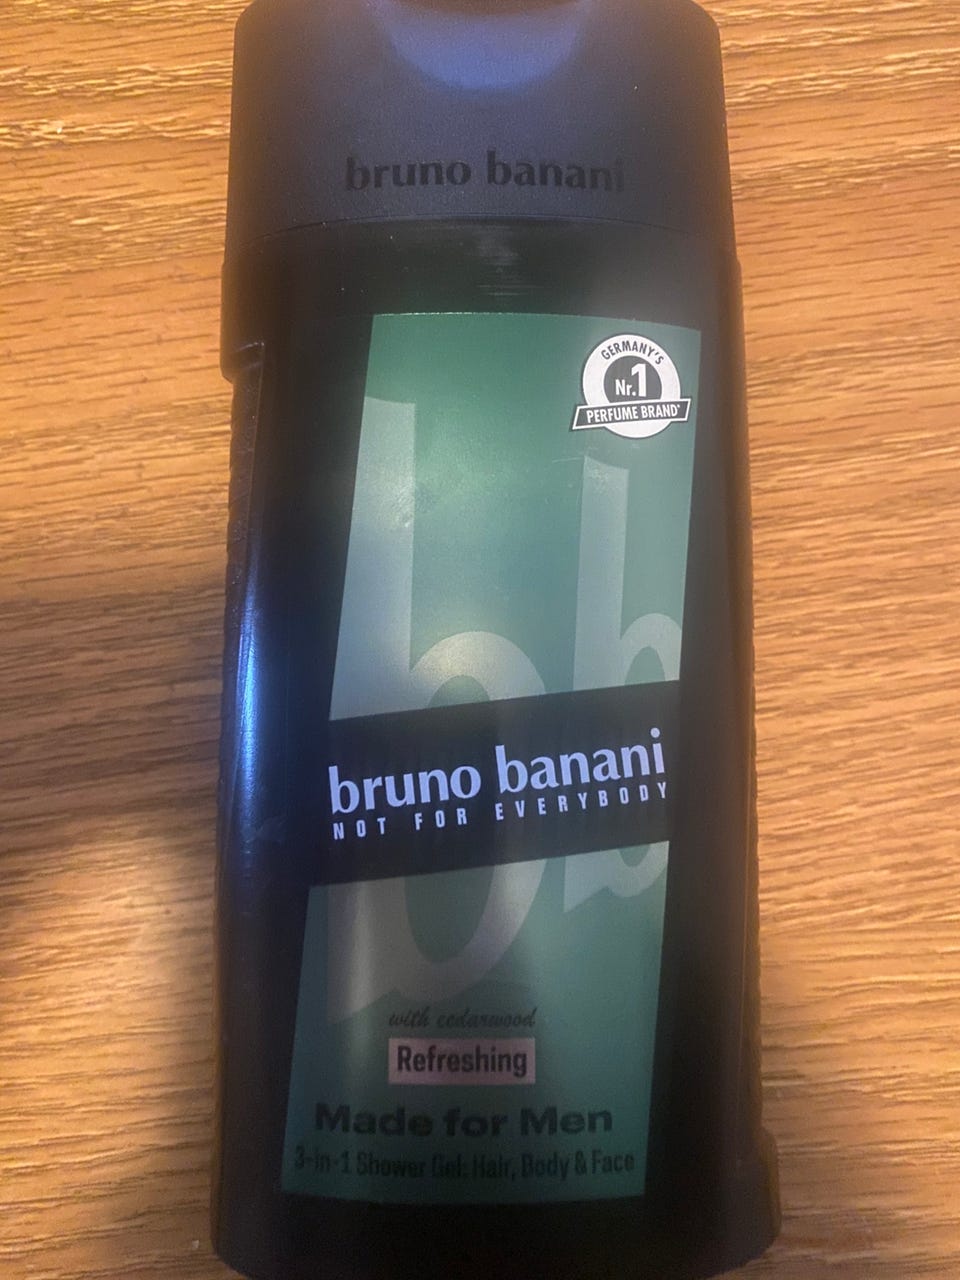 bruno banani
GERMANY'S
Nr.1
PERFUME BRAND*
bb
bruno banani
NOT FOR EVERYBODY
with cedarwood
Refreshing
Made for Men
3-in-1 Shower Gel: Hair, Body & Face